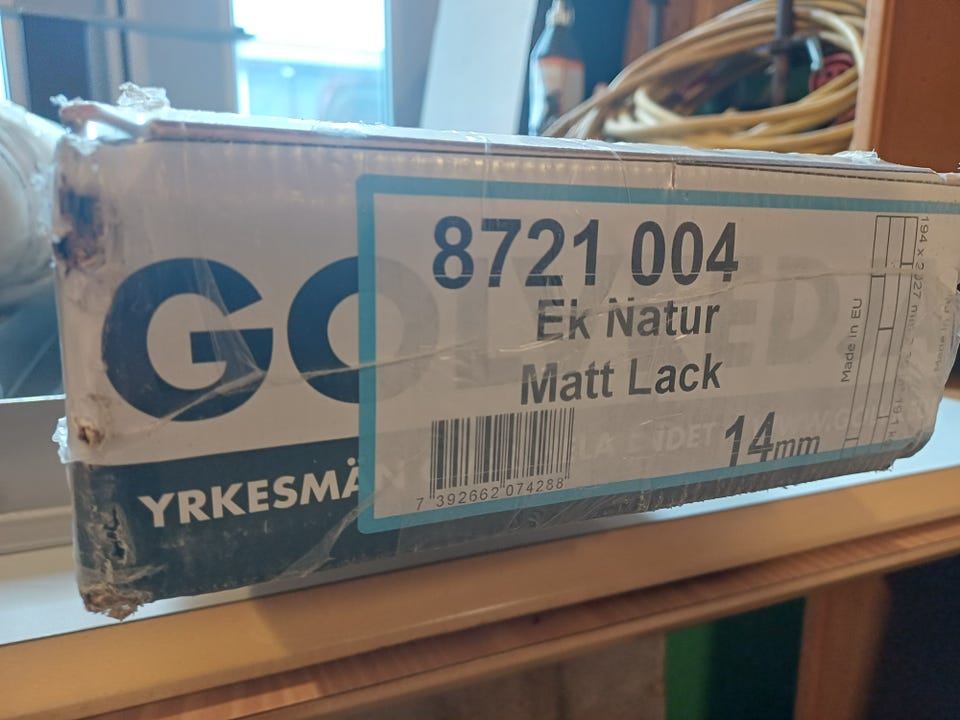 8721 004
Ek Natur
Matt Lack
14mm
7 392662 074288
Made in EU
GO
YRKESMÄN